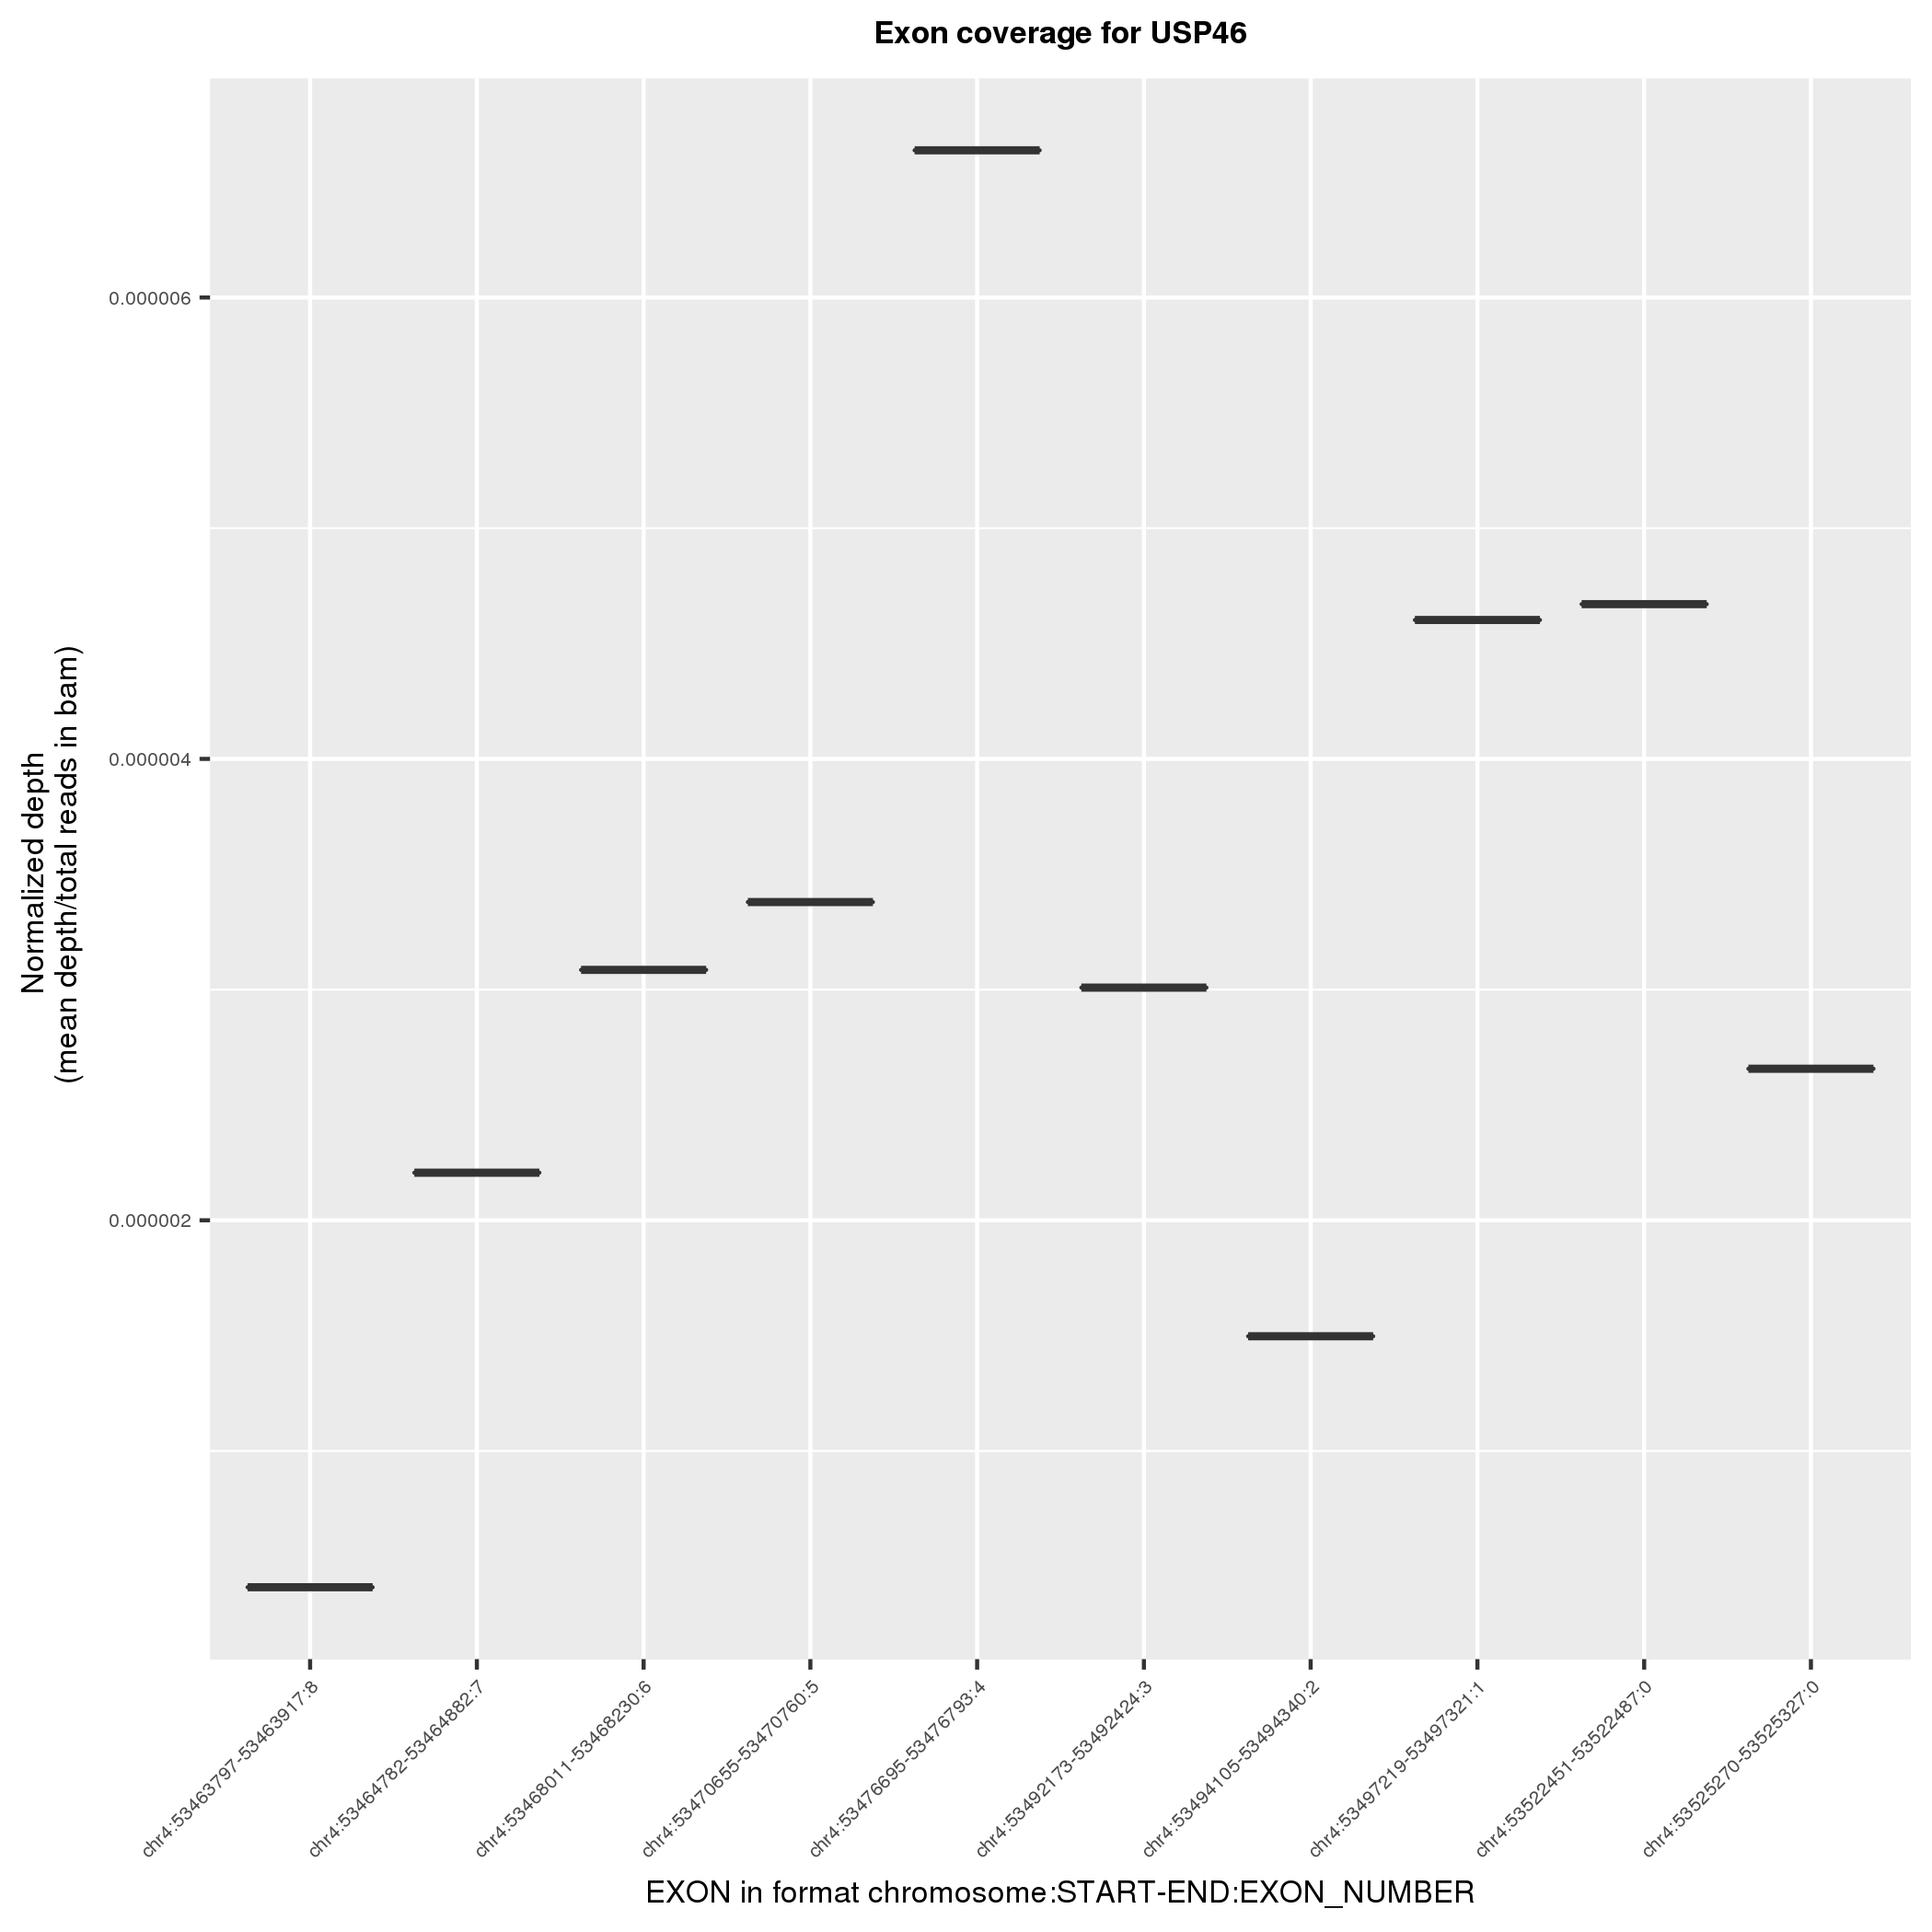 Exon coverage for USP46
Normalized depth
(mean depth/total reads in bam)
0.000006
0.000004
0.000002
chr4:53463797-53463917:8
chr4:53464782-53464882:7
chr4:53468011-53468230:6
chr4:53470655-53470760:5
chr4:53476695-53476793:4
chr4:53492173-53492424:3
chr4:53494105-53494340:2
chr4:53497219-53497321:1
chr4:53522451-53522487:0
chr4:53525270-53525327:0
EXON in format chromosome:START-END:EXON_NUMBER